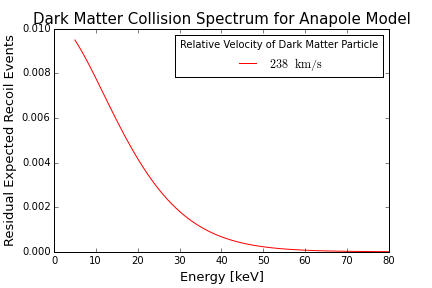 Dark Matter Collision Spectrum for Anapole Model
Residual Expected Recoil Events
0.010
0.008
0.006
0.004
0.002
0.000
Relative Velocity of Dark Matter Particle
238 km/s
0 10 20 30 40 50 60 70 80
Energy [keV]